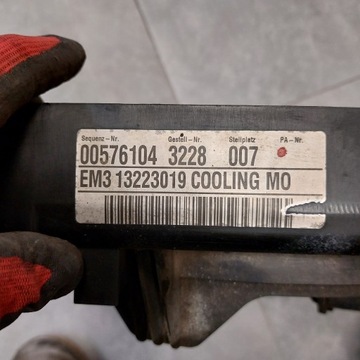 Sequenz-Nr. Gestell-Nr. Stellplatz PA-Nr.
00576104 3228 007
EM3 13223019 COOLING MO